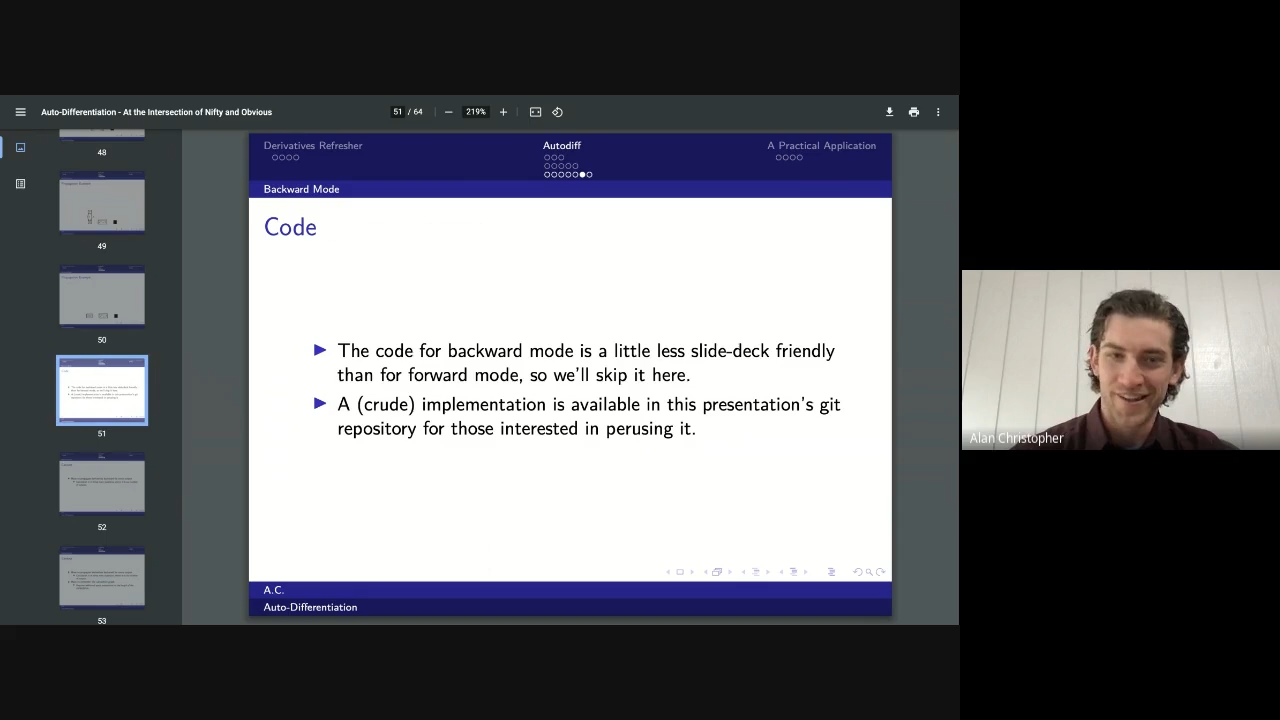 Auto-Differentiation - At the Intersection of Nifty and Obvious
51 / 64
219%
48
49
50
51
52
53
Derivatives Refresher
Autodiff
A Practical Application
Backward Mode
Code
The code for backward mode is a little less slide-deck friendly
than for forward mode, so we'll skip it here.
A (crude) implementation is available in this presentation's git
repository for those interested in perusing it.
A.C.
Auto-Differentiation
Alan Christopher